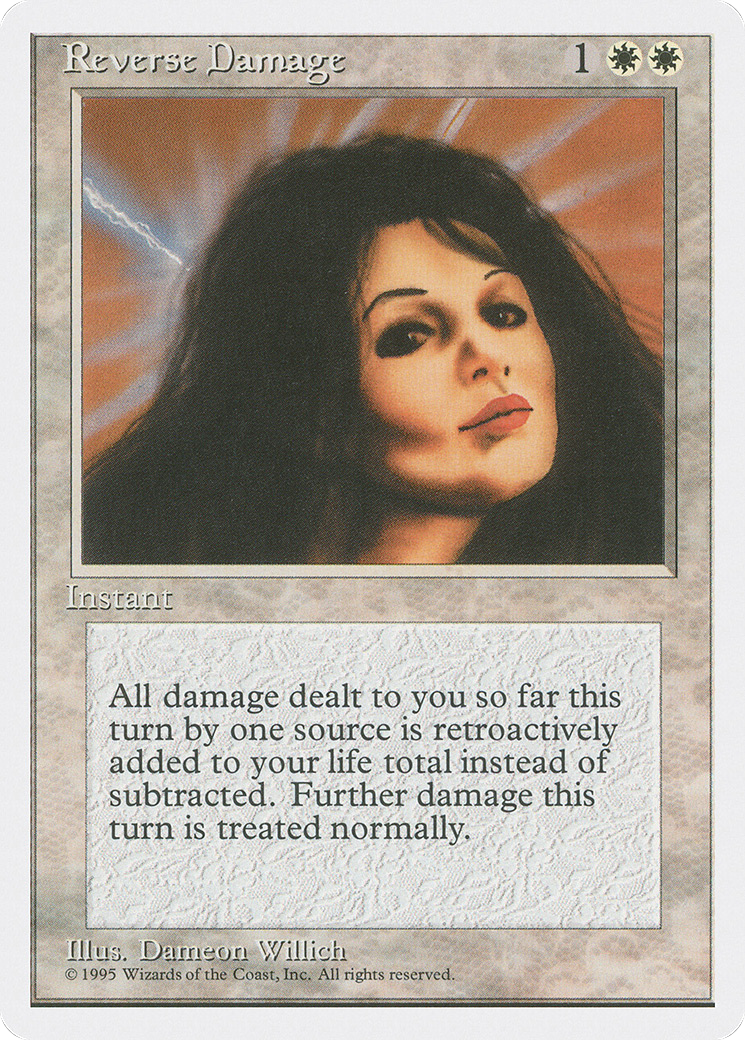 Reverse Damage 1
Instant
All damage dealt to you so far this
turn by one source is retroactively
added to your life total instead of
subtracted. Further damage this
turn is treated normally.
Illus. Dameon Willich
© 1995 Wizards of the Coast, Inc. All rights reserved.